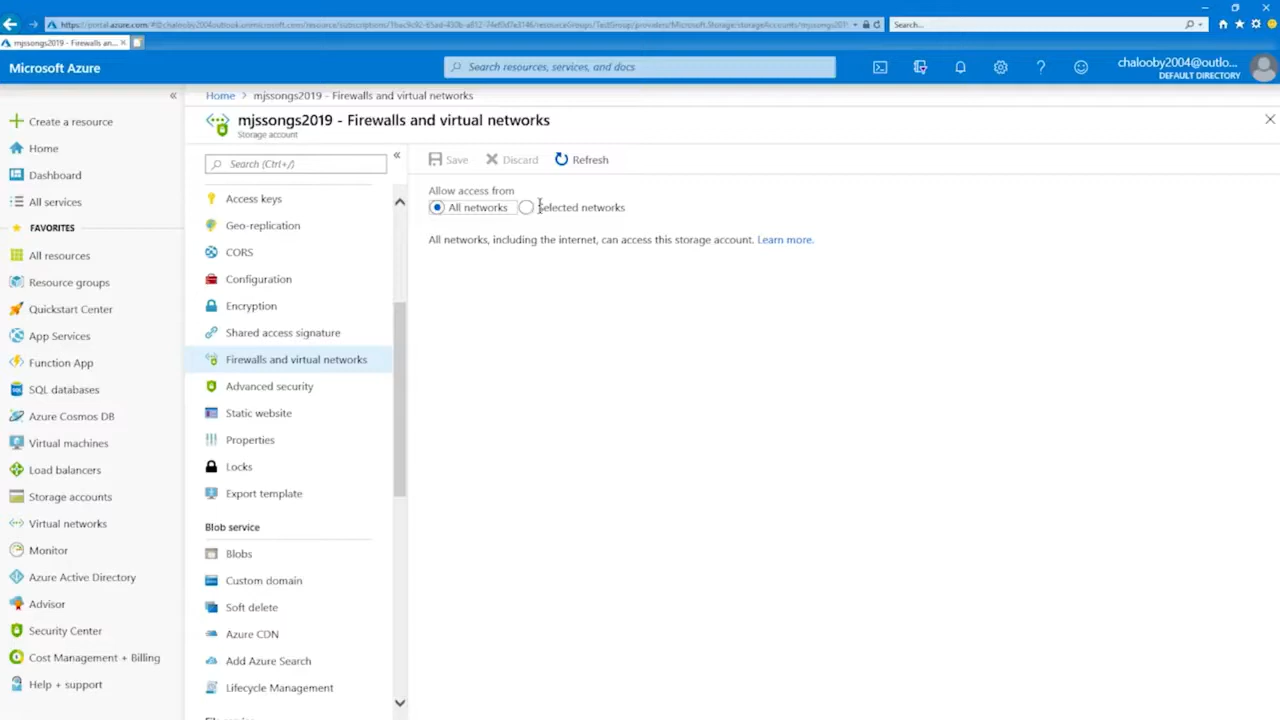 Search...
mjssongs2019 - Firewalls an...
Microsoft Azure
Search resources, services, and docs
chalooby2004@outlo...
DEFAULT DIRECTORY
Home > mjssongs2019 - Firewalls and virtual networks
mjssongs2019 - Firewalls and virtual networks
Storage account
Create a resource
Home
Dashboard
All services
FAVORITES
All resources
Resource groups
Quickstart Center
App Services
Function App
SQL databases
Azure Cosmos DB
Virtual machines
Load balancers
Storage accounts
Virtual networks
Monitor
Azure Active Directory
Advisor
Security Center
Cost Management + Billing
Help + support
Search (Ctrl+/)
Access keys
Geo-replication
CORS
Configuration
Encryption
Shared access signature
Firewalls and virtual networks
Advanced security
Static website
Properties
Locks
Export template
Blob service
Blobs
Custom domain
Soft delete
Azure CDN
Add Azure Search
Lifecycle Management
Save Discard Refresh
Allow access from
All networks Selected networks
All networks, including the internet, can access this storage account. Learn more.